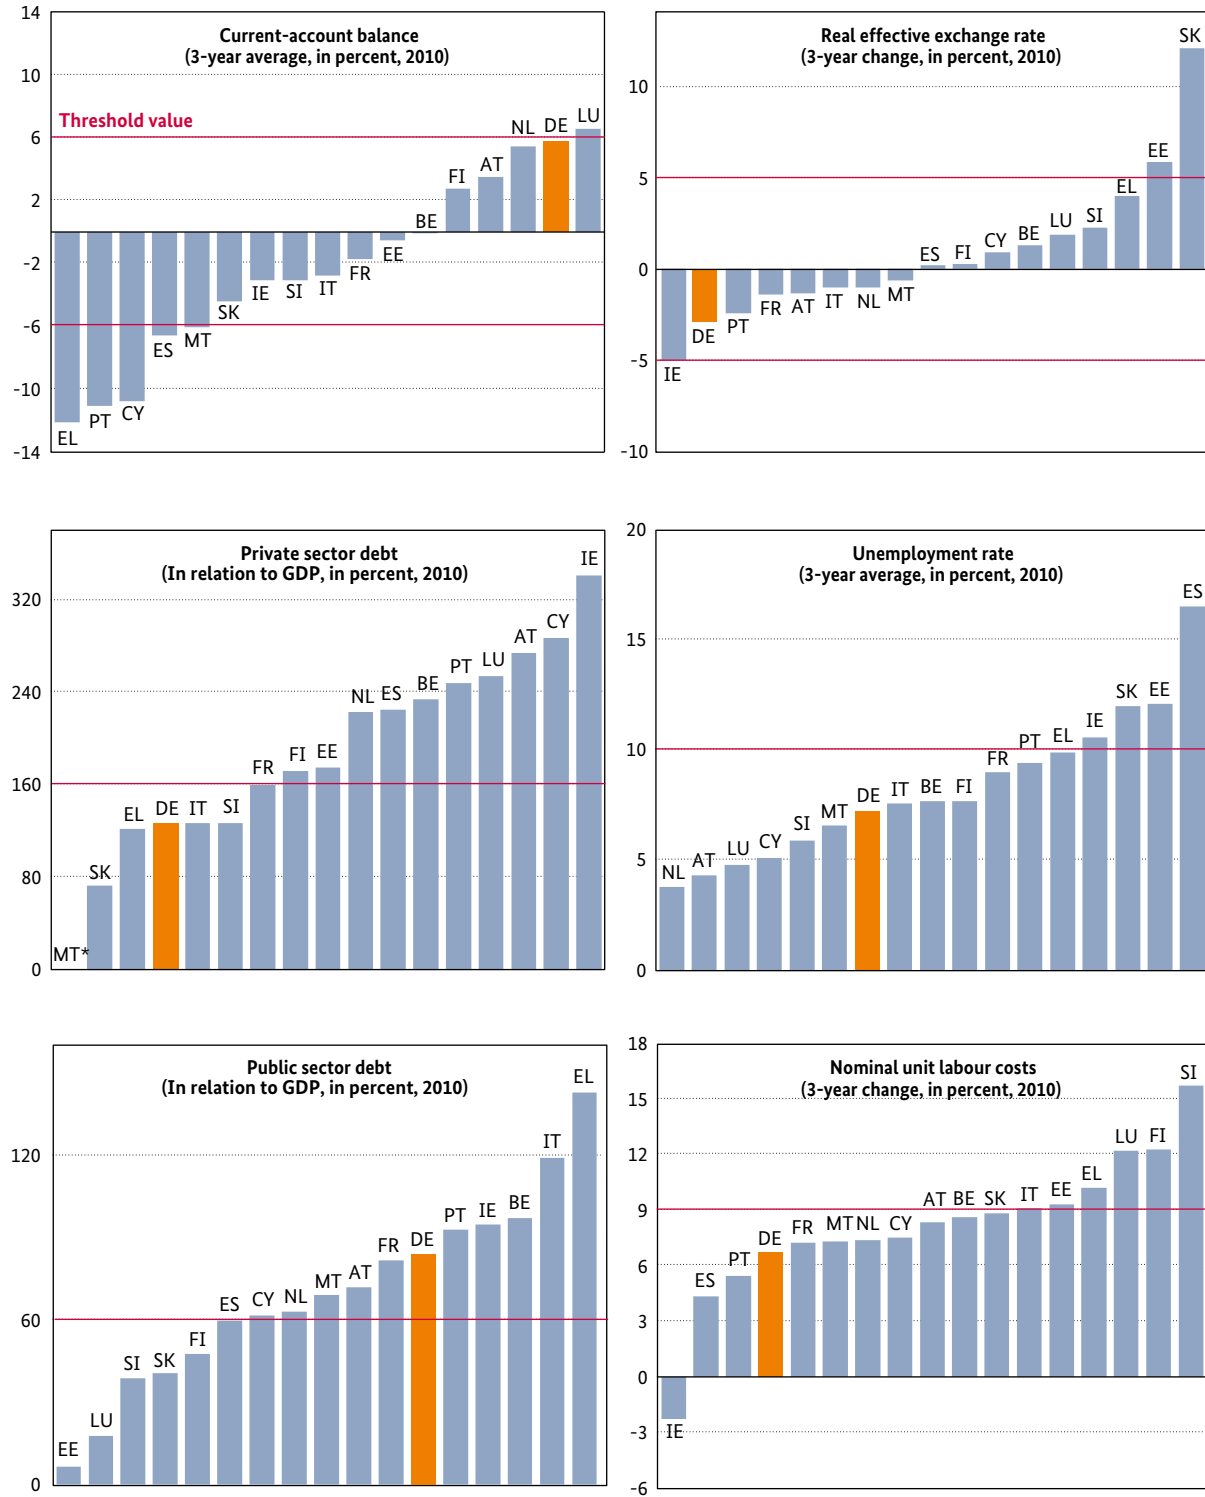 Current-account balance
(3-year average, in percent, 2010)
14
10
6
2
-2
-6
-10
-14
Threshold value
EL
PT
CY
ES
MT
SK
IE
SI
IT
FR
EE
BE
FI
AT
NL
DE
LU
Real effective exchange rate
(3-year change, in percent, 2010)
10
5
0
-5
-10
IE
DE
PT
FR
AT
IT
NL
MT
ES
FI
CY
BE
LU
SI
EL
EE
SK
Private sector debt
(In relation to GDP, in percent, 2010)
320
240
160
80
0
MT*
SK
EL
DE
IT
SI
FR
FI
EE
NL
ES
BE
PT
LU
AT
CY
IE
Unemployment rate
(3-year average, in percent, 2010)
20
15
10
5
0
NL
AT
LU
CY
SI
MT
DE
IT
BE
FI
FR
PT
EL
IE
SK
EE
ES
Public sector debt
(In relation to GDP, in percent, 2010)
120
60
0
EE
LU
SI
SK
FI
ES
CY
NL
MT
AT
FR
DE
PT
IE
BE
IT
EL
Nominal unit labour costs
(3-year change, in percent, 2010)
18
15
12
9
6
3
0
-3
-6
IE
ES
PT
DE
FR
MT
NL
CY
AT
BE
SK
IT
EE
EL
LU
FI
SI